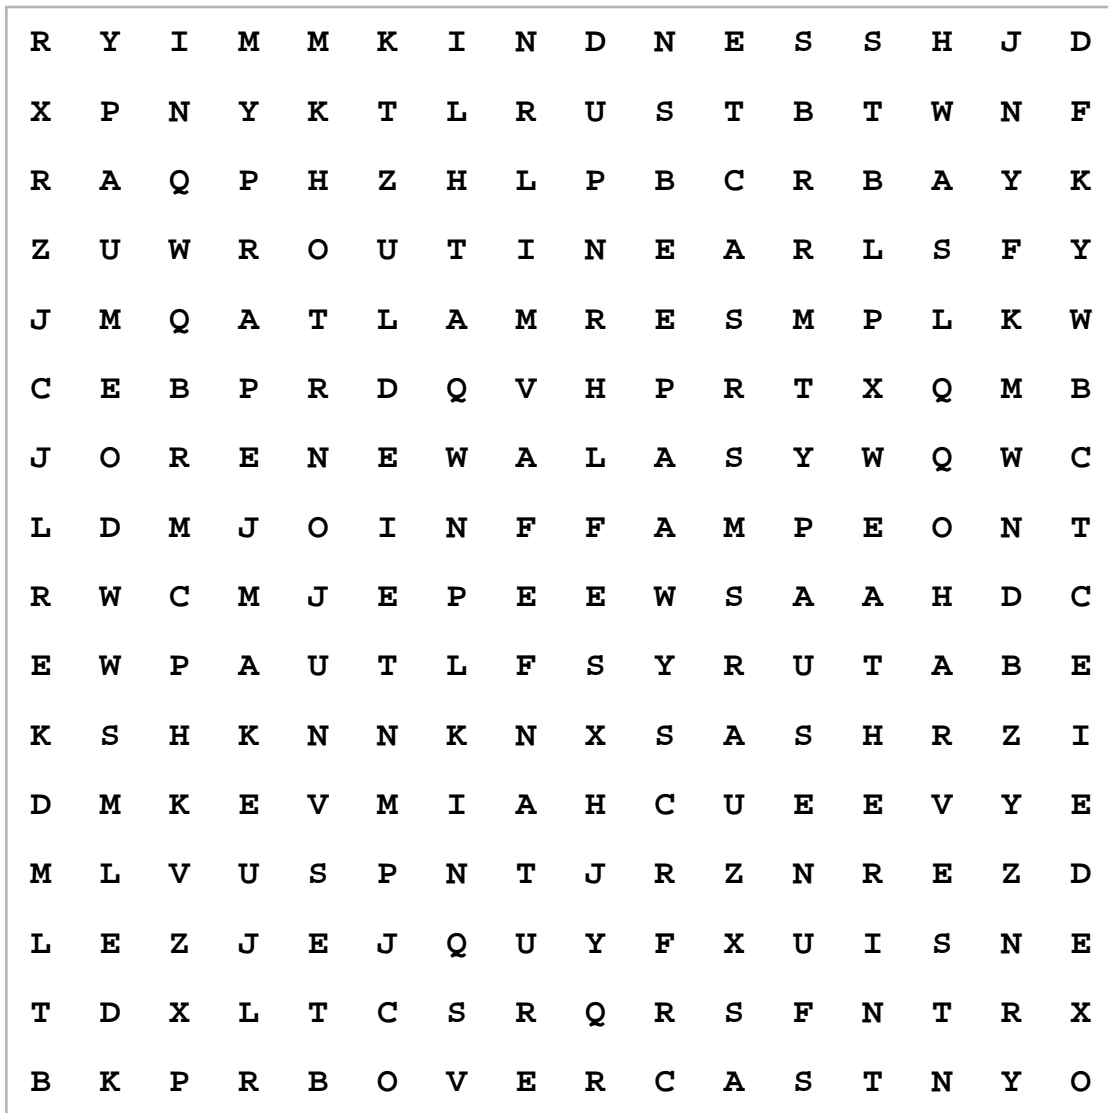 R Y I M M K I N D N E S S H J D
X P N Y K T L R U S T B T W N F
R A Q P H Z H L P B C R B A Y K
Z U W R O U T I N E A R L S F Y
J M Q A T L A M R E S M P L K W
C E B P R D Q V H P R T X Q M B
J O R E N E W A L A S Y W Q W C
L D M J O I N F F A M P E O N T
R W C M J E P E E W S A A H D C
E W P A U T L F S Y R U T A B E
K S H K N N K N X S A S H R Z I
D M K E V M I A H C U E E V Y E
M L V U S P N T J R Z N R E Z D
L E Z J E J Q U Y F X U I S N E
T D X L T C S R Q R S F N T R X
B K P R B O V E R C A S T N Y O